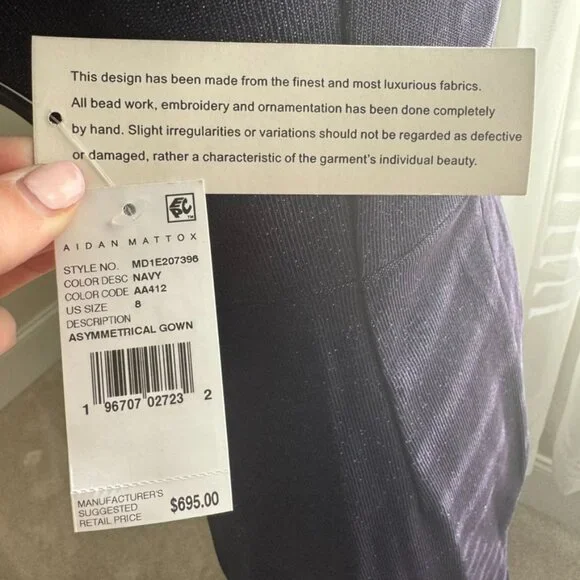 This design has been made from the finest and most luxurious fabrics.
All bead work, embroidery and ornamentation has been done completely
by hand. Slight irregularities or variations should not be regarded as defective
or damaged, rather a characteristic of the garment's individual beauty.
EPC TM
AIDAN MATTOX
STYLE NO. MD1E207396
COLOR DESC NAVY
COLOR CODE AA412
US SIZE 8
DESCRIPTION
ASYMMETRICAL GOWN
1 96707 02723 2
MANUFACTURER'S
SUGGESTED
RETAIL PRICE $695.00